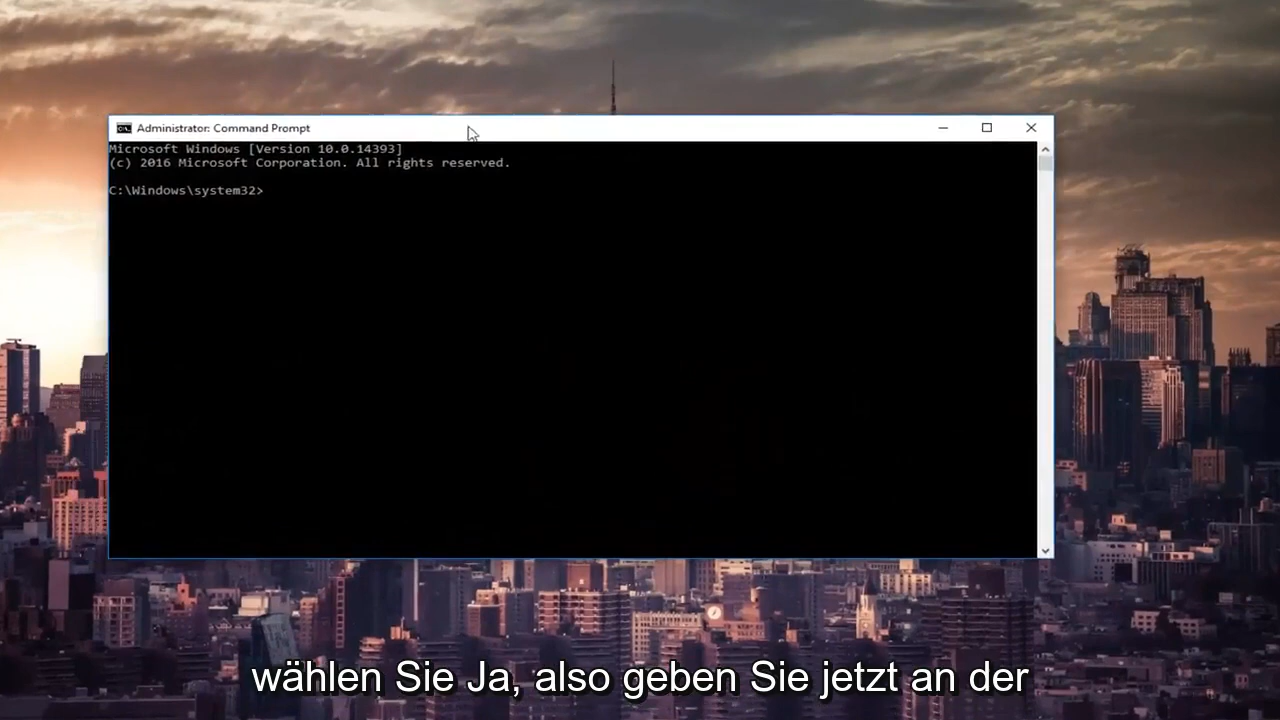 Administrator: Command Prompt
Microsoft Windows [Version 10.0.14393]
(c) 2016 Microsoft Corporation. All rights reserved.
C:\Windows\system32>
wählen Sie Ja, also geben Sie jetzt an der